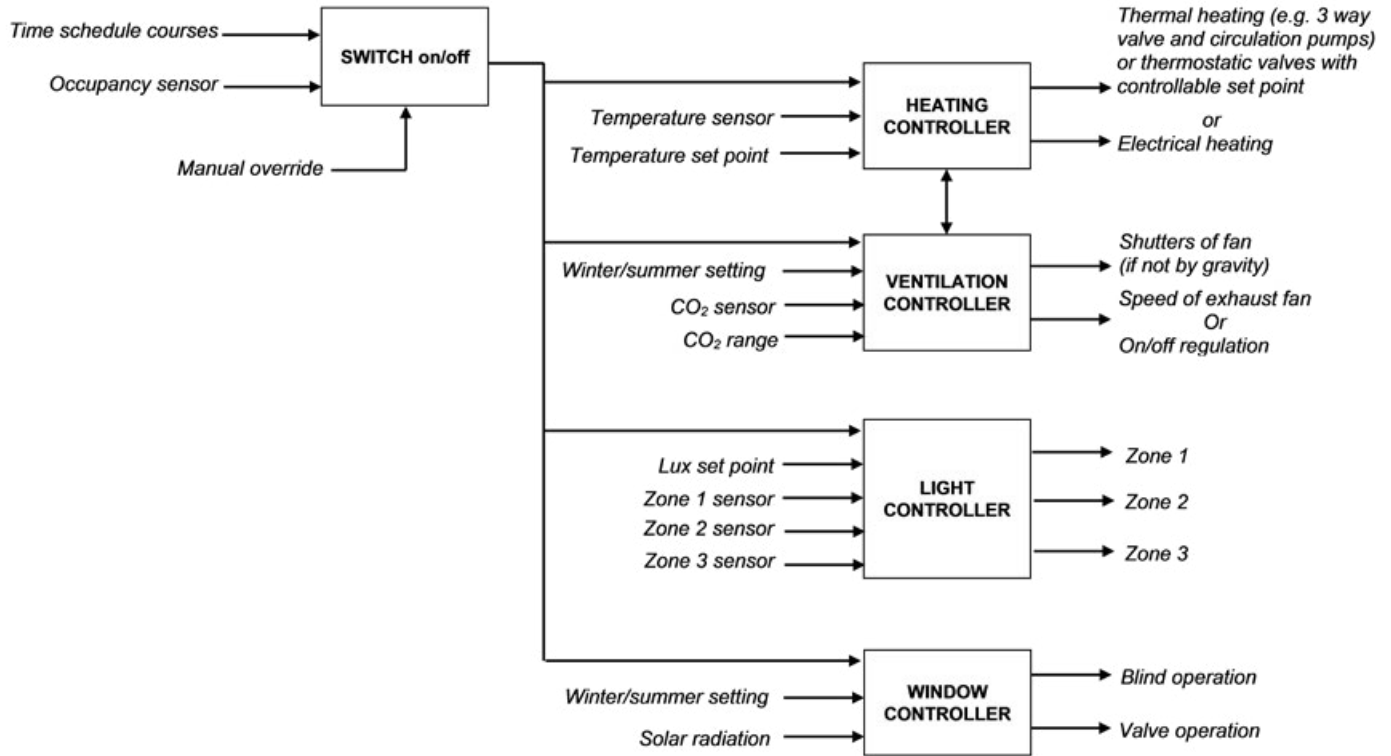 Time schedule courses
Occupancy sensor
Manual override
SWITCH on/off
Temperature sensor
Temperature set point
HEATING
CONTROLLER
Thermal heating (e.g. 3 way
valve and circulation pumps)
or thermostatic valves with
controllable set point
or
Electrical heating
Winter/summer setting
CO₂ sensor
CO₂ range
VENTILATION
CONTROLLER
Shutters of fan
(if not by gravity)
Speed of exhaust fan
Or
On/off regulation
Lux set point
Zone 1 sensor
Zone 2 sensor
Zone 3 sensor
LIGHT
CONTROLLER
Zone 1
Zone 2
Zone 3
Winter/summer setting
Solar radiation
WINDOW
CONTROLLER
Blind operation
Valve operation